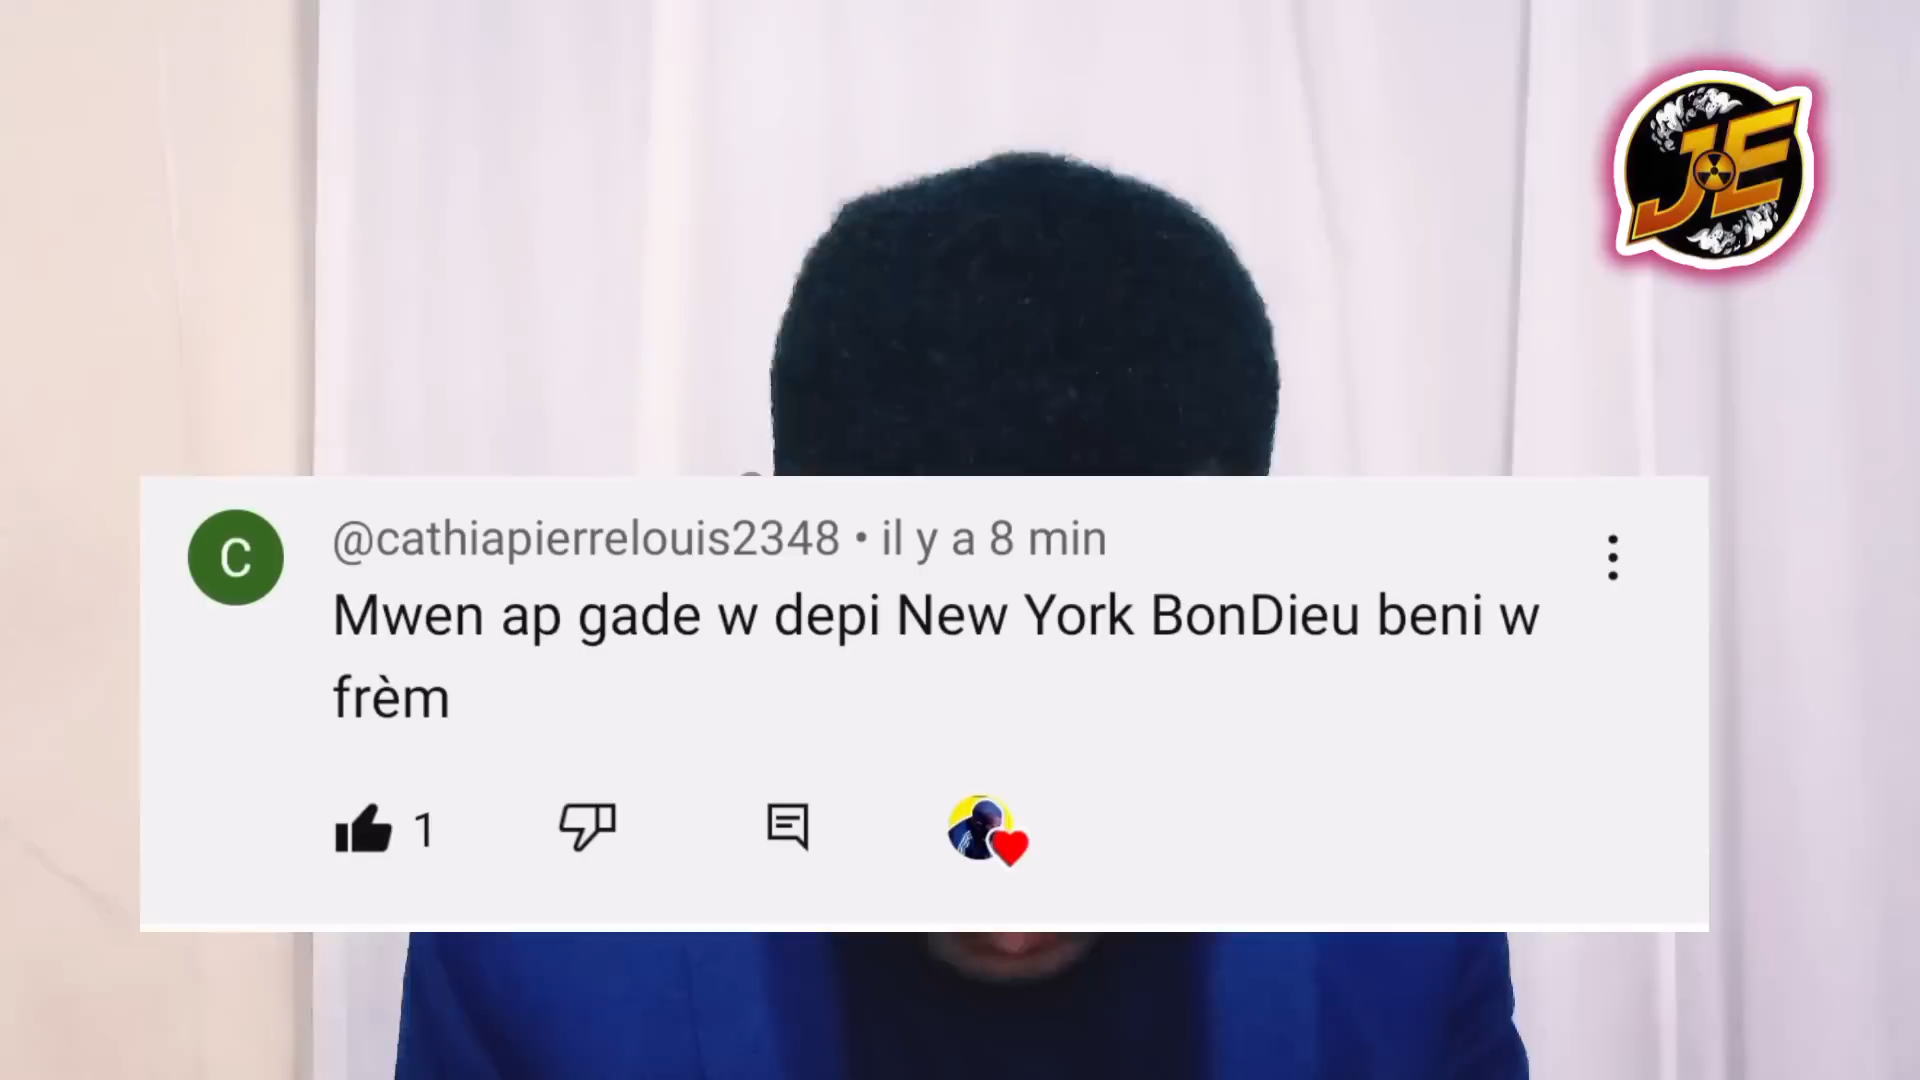 JE
C
@cathiapierrelouis2348 • il y a 8 min
Mwen ap gade w depi New York BonDieu beni w
frèm
1